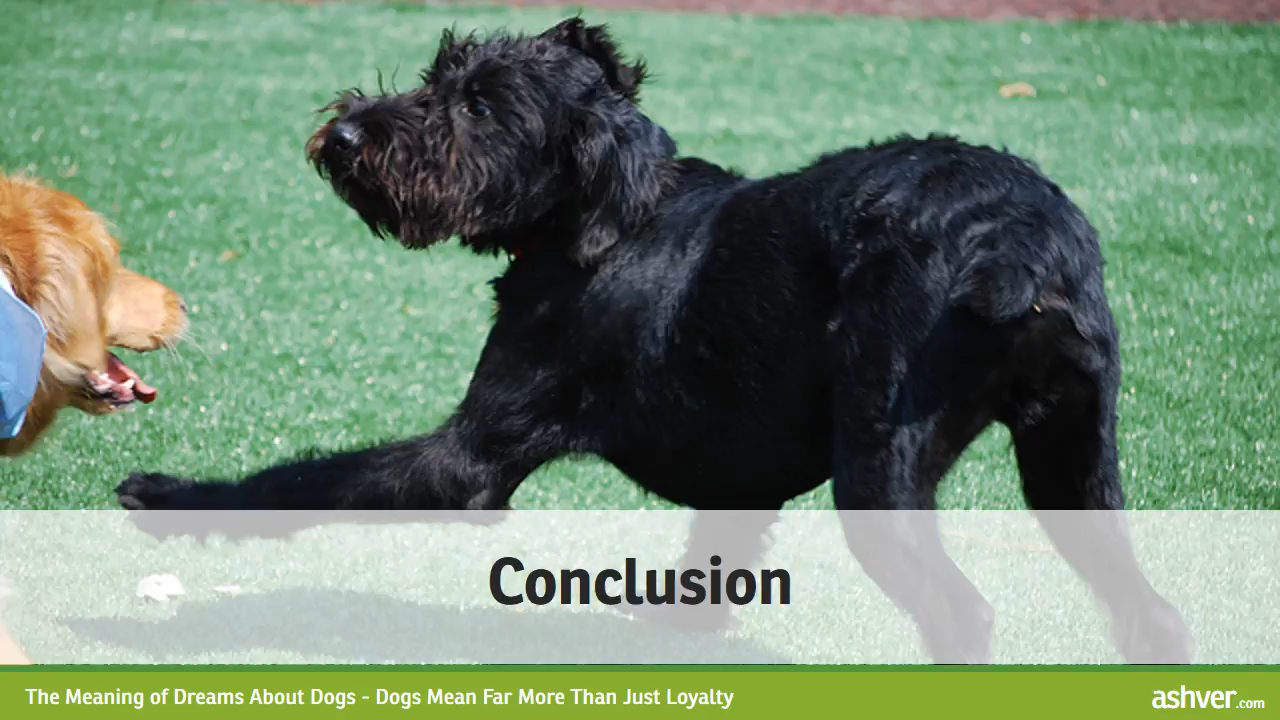 Conclusion
The Meaning of Dreams About Dogs - Dogs Mean Far More Than Just Loyalty
ashver.com